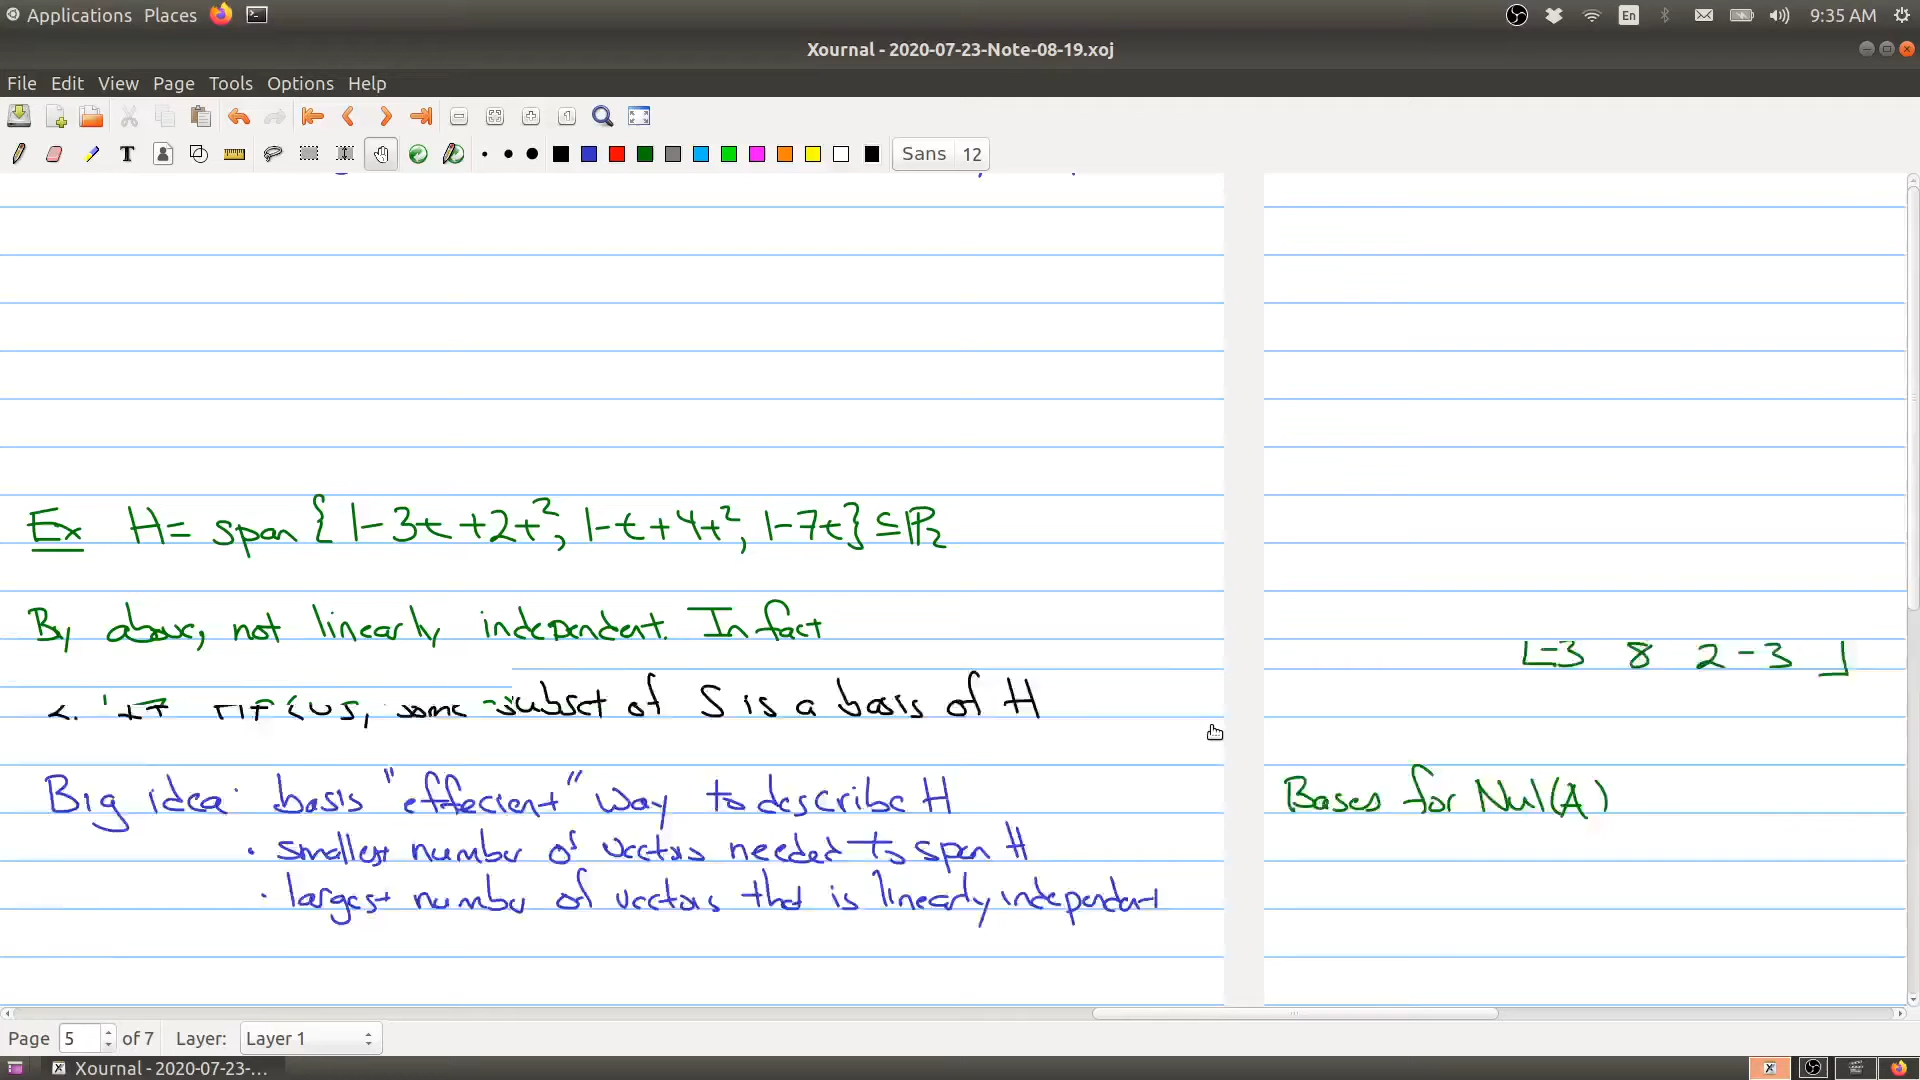 Applications Places En 9:35 AM
Xournal - 2020-07-23-Note-08-19.xoj
File Edit View Page Tools Options Help
T Sans 12
Ex H = span { 1-3t+2t², 1-t+4t², 1-7t} ⊆ ℙ₂
By above, not linearly independent. In fact
some subset of S is a basis of H
Big idea: basis "effecient" way to describe H
· smallest number of vectors needed to span H
· largest number of vectors that is linearly independent
-3 8 2 -3
Bases for Nul(A)
Page 5 of 7 Layer: Layer 1
Xournal - 2020-07-23-...